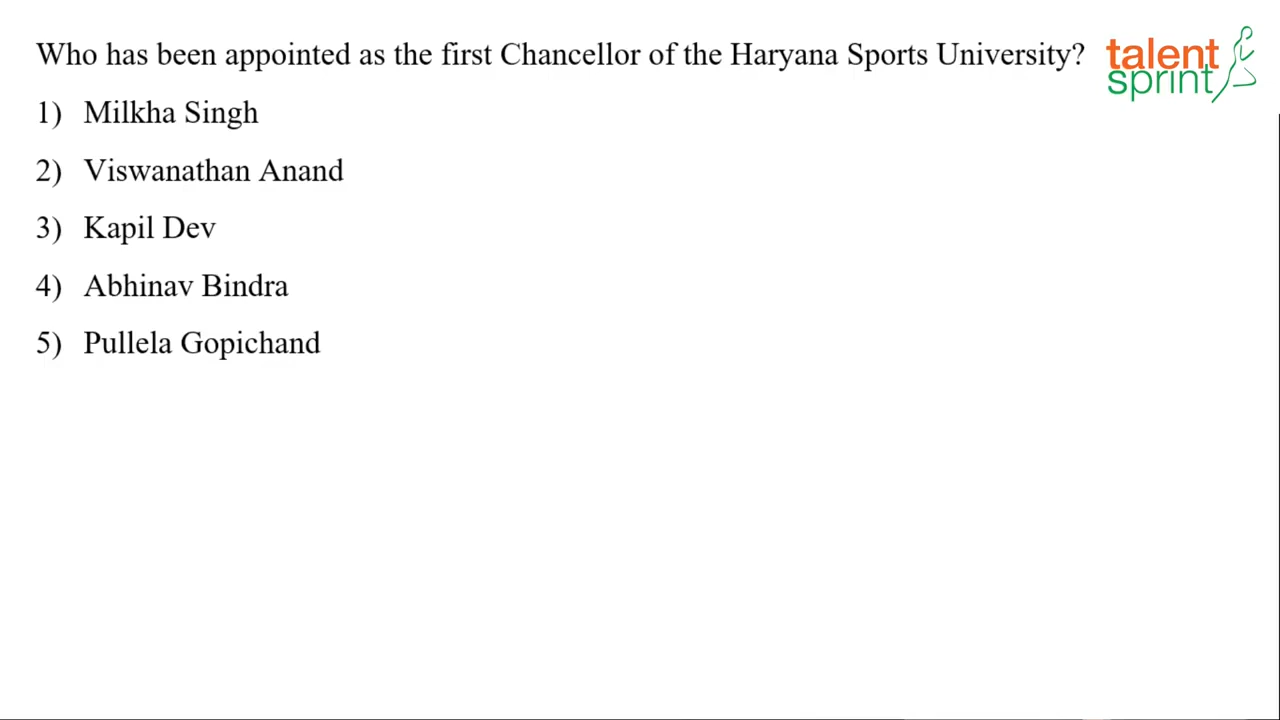 Who has been appointed as the first Chancellor of the Haryana Sports University?
talent
sprint
1) Milkha Singh
2) Viswanathan Anand
3) Kapil Dev
4) Abhinav Bindra
5) Pullela Gopichand